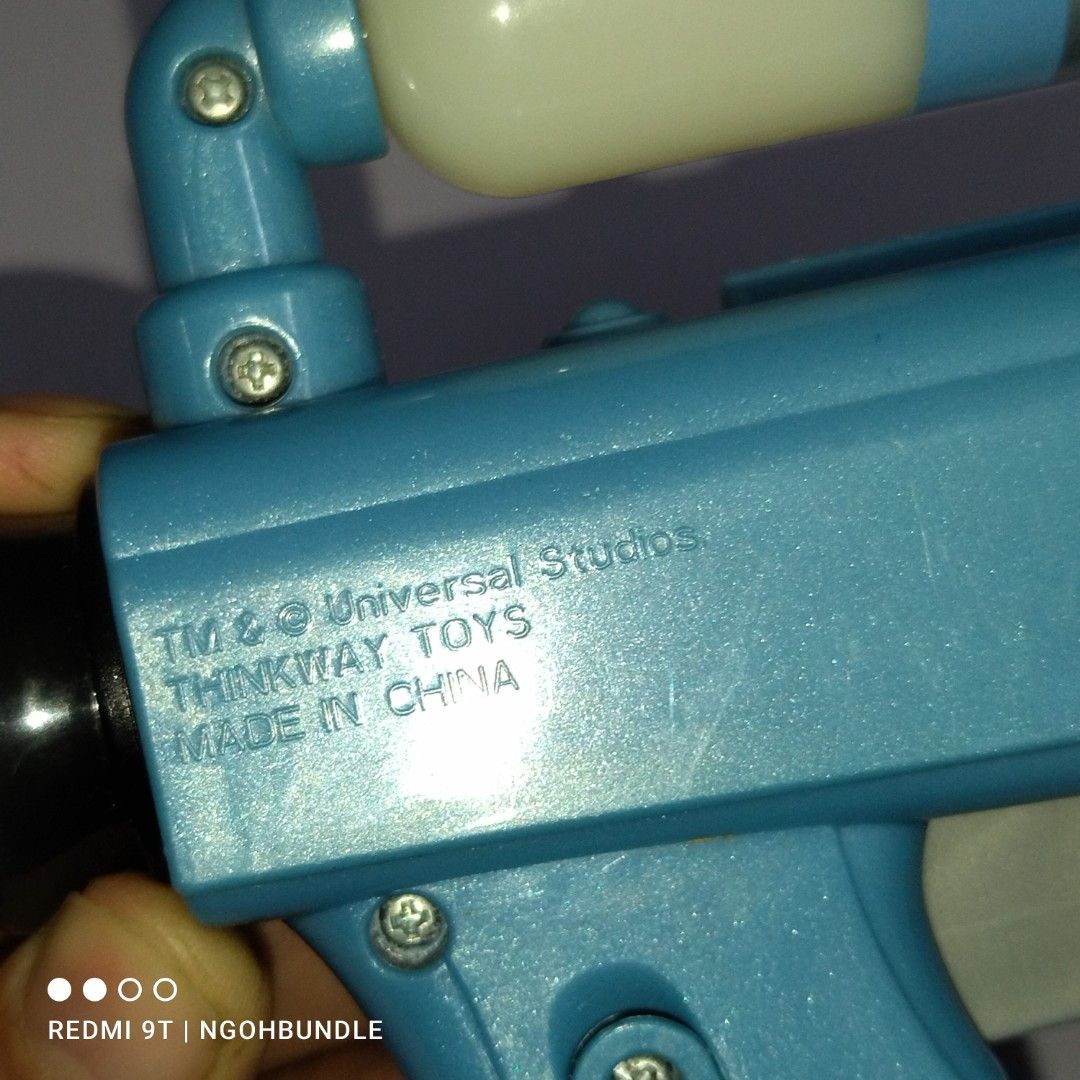 TM & © Universal Studios.
THINKWAY TOYS
MADE IN CHINA
REDMI 9T | NGOHBUNDLE